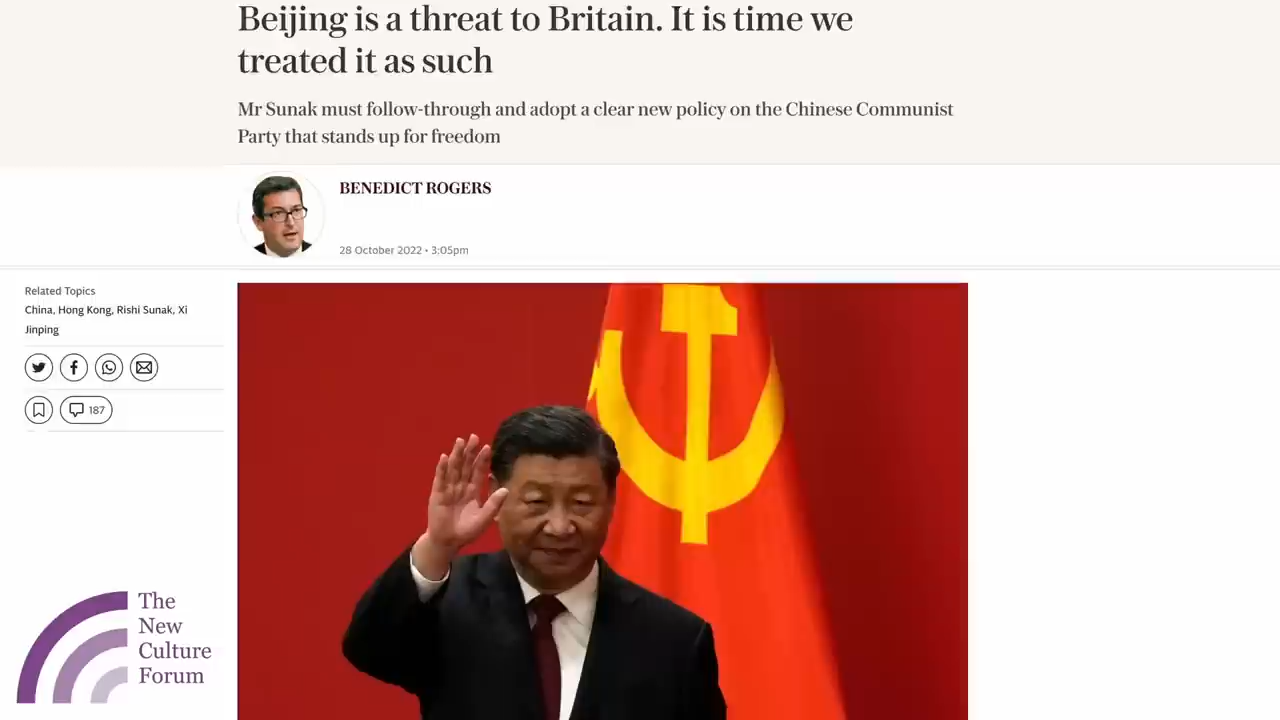 Beijing is a threat to Britain. It is time we
treated it as such
Mr Sunak must follow-through and adopt a clear new policy on the Chinese Communist
Party that stands up for freedom
BENEDICT ROGERS
28 October 2022 • 3:05pm
Related Topics
China, Hong Kong, Rishi Sunak, Xi
Jinping
187
The
New
Culture
Forum